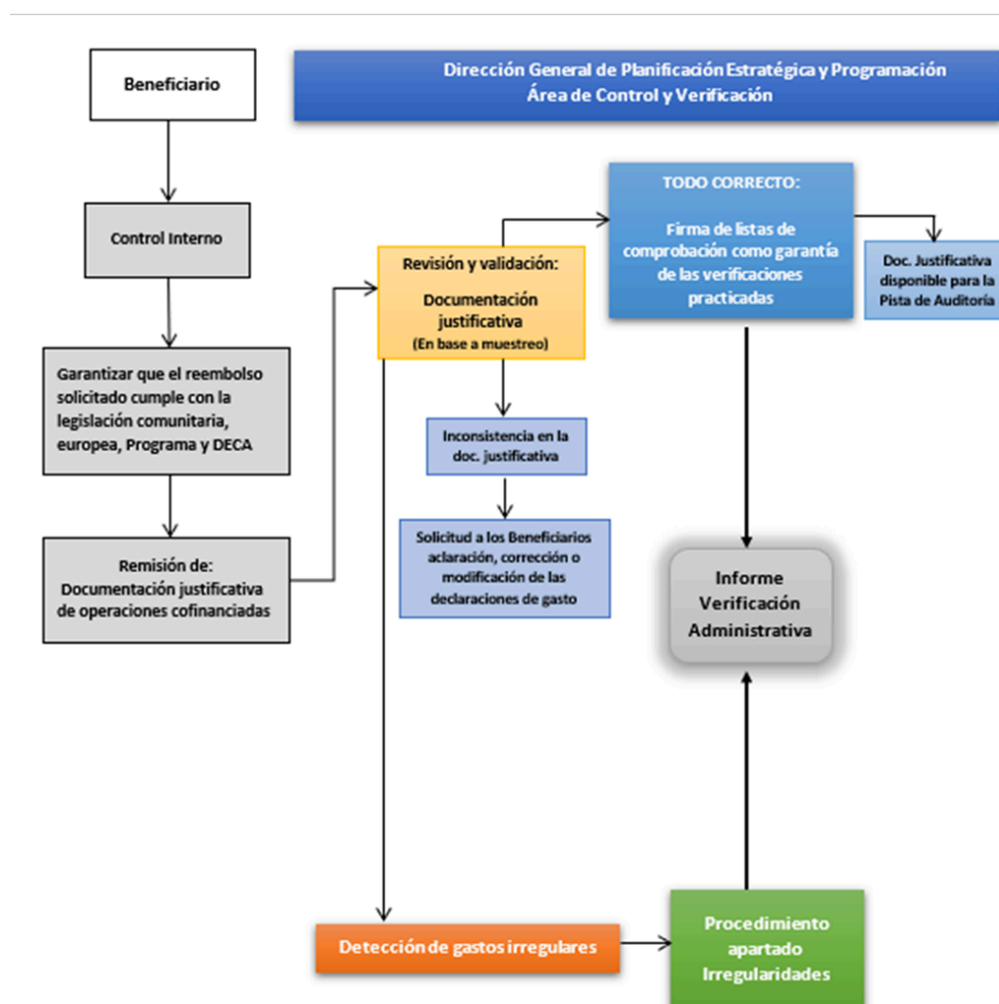 Beneficiario
Dirección General de Planificación Estratégica y Programación
Área de Control y Verificación
Control Interno
Garantizar que el reembolso
solicitado cumple con la
legislación comunitaria,
europea, Programa y DECA
Remisión de:
Documentación justificativa
de operaciones cofinanciadas
Revisión y validación:
Documentación
justificativa
(En base a muestreo)
TODO CORRECTO:
Firma de listas de
comprobación como garantía
de las verificaciones
practicadas
Doc. Justificativa
disponible para la
Pista de Auditoría
Inconsistencia en la
doc. justificativa
Solicitud a los Beneficiarios
aclaración, corrección o
modificación de las
declaraciones de gasto
Informe
Verificación
Administrativa
Detección de gastos irregulares
Procedimiento
apartado
Irregularidades